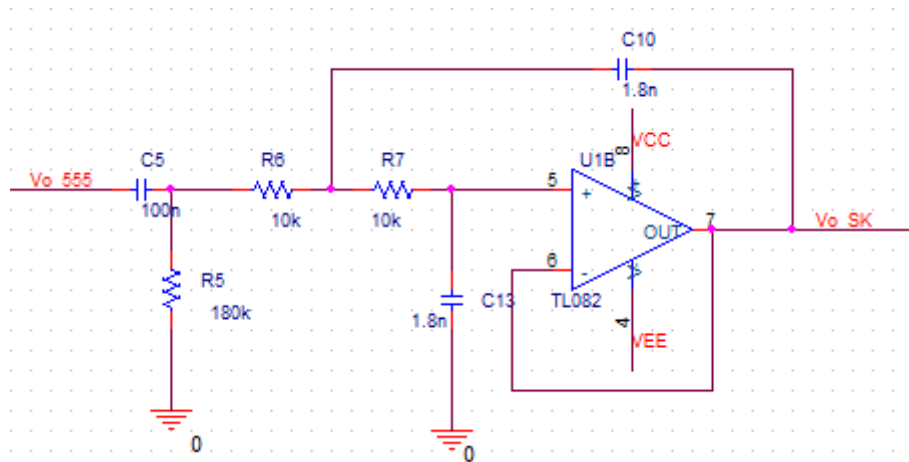 C10
1.8n
VCC
8
U1B
C5
R6
R7
Vo_555
5
+
100n
10k
10k
OUT
7
Vo_SK
6
-
R5
180k
C13
1.8n
TL082
4
VEE
0
0